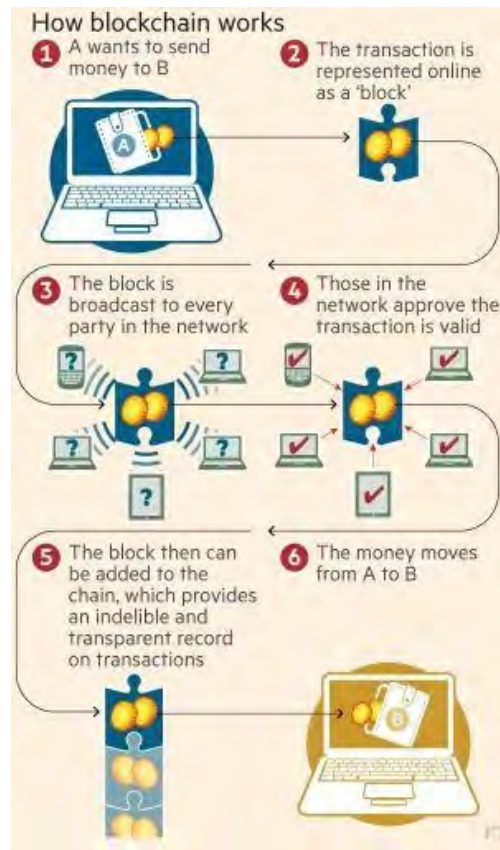 How blockchain works
1 A wants to send
money to B
2 The transaction is
represented online
as a ‘block’
A
3 The block is
broadcast to every
party in the network
4 Those in the
network approve the
transaction is valid
?
?
?
?
?
5 The block then can
be added to the
chain, which provides
an indelible and
transparent record
on transactions
6 The money moves
from A to B
B